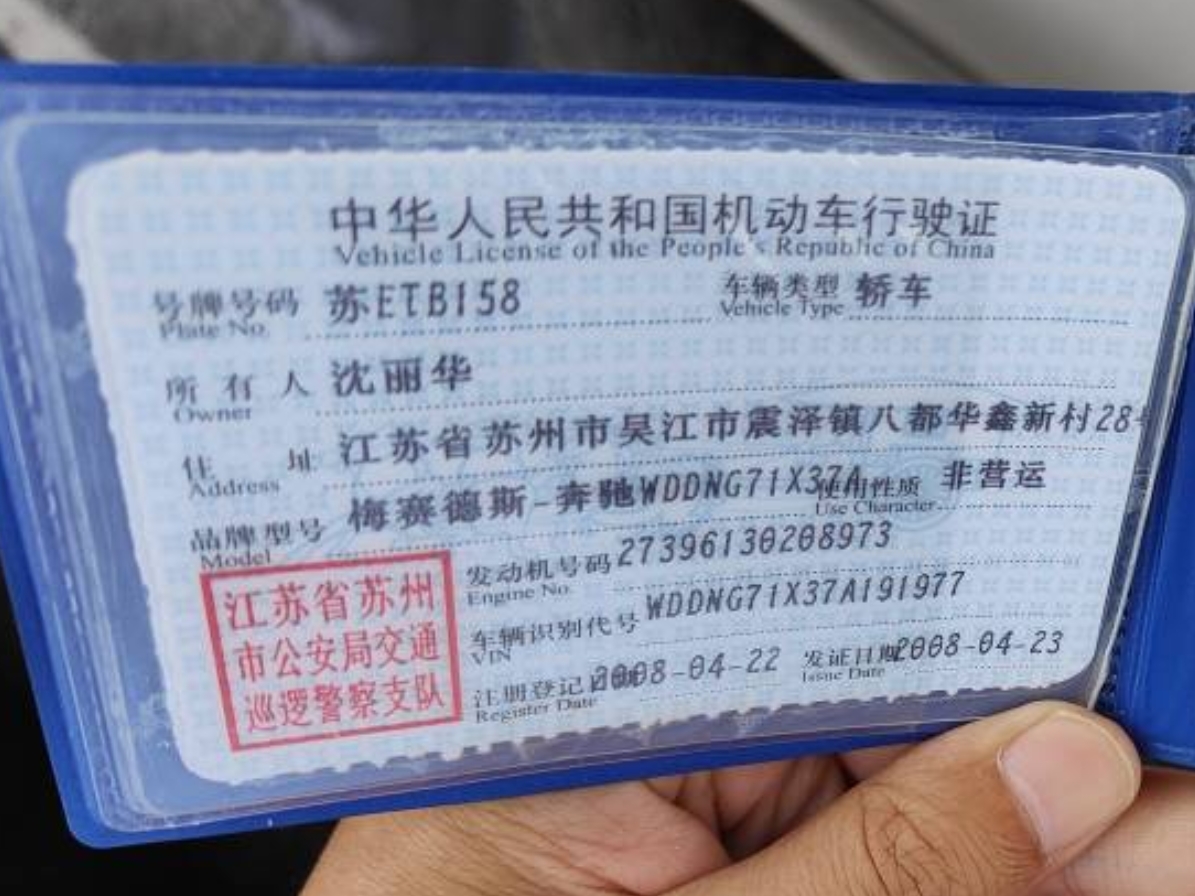 中华人民共和国机动车行驶证
Vehicle License of the People's Republic of China
号牌号码 苏ETB158 车辆类型 轿车
Plate No. Vehicle Type
所有人 沈丽华
Owner
住址 江苏省苏州市吴江市震泽镇八都华鑫新村28
Address
品牌型号 梅赛德斯-奔驰WDDNG71X37A 使用性质 非营运
Model Use Character
发动机号码 27396130208973
Engine No.
车辆识别代号 WDDNG71X37A191977
VIN
注册登记日期 2008-04-22 发证日期 2008-04-23
Register Date Issue Date
江苏省苏州
市公安局交通
巡逻警察支队